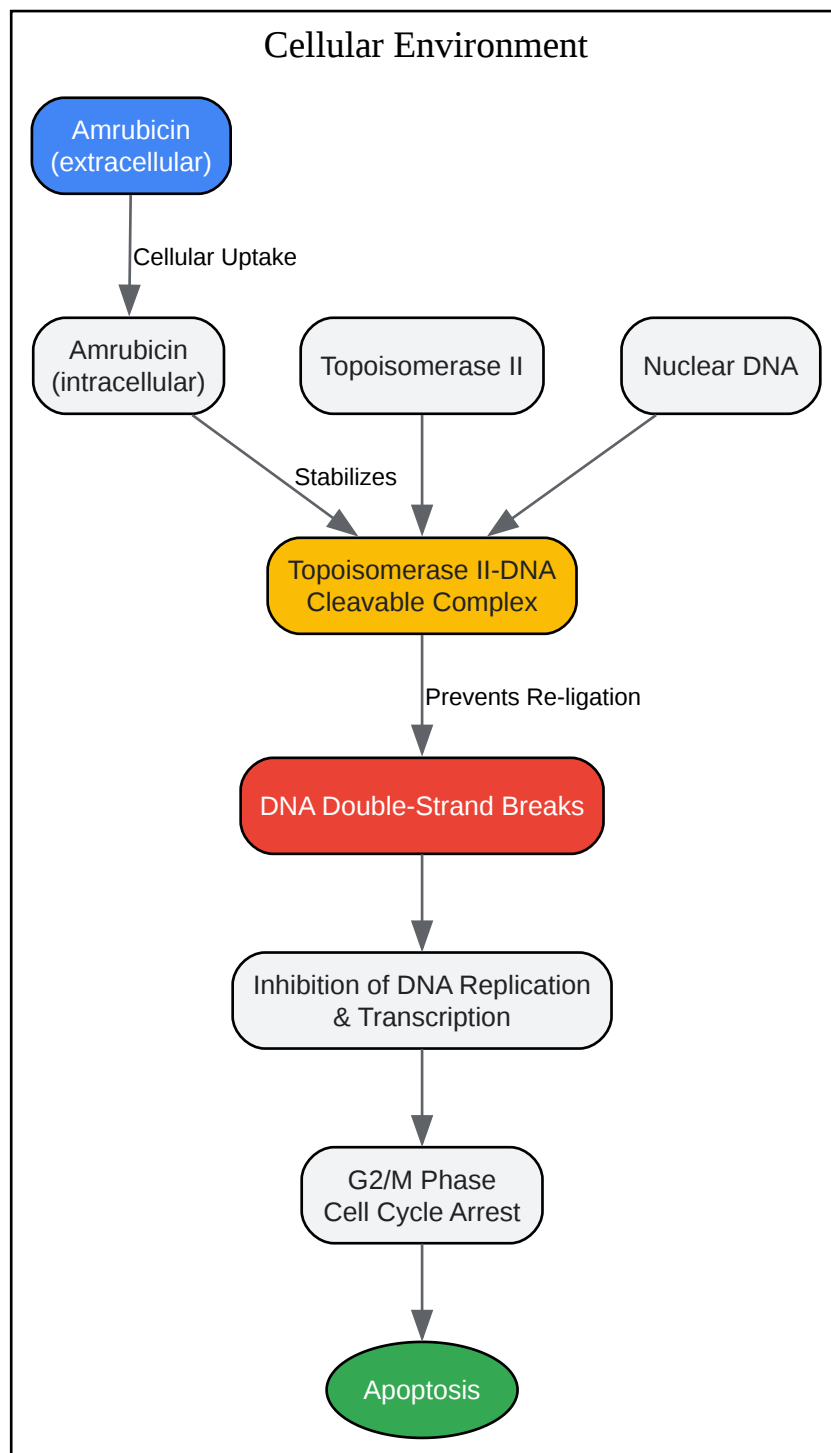 Cellular Environment
Amrubicin
(extracellular)
Cellular Uptake
Amrubicin
(intracellular)
Topoisomerase II
Nuclear DNA
Stabilizes
Topoisomerase II-DNA
Cleavable Complex
Prevents Re-ligation
DNA Double-Strand Breaks
Inhibition of DNA Replication
& Transcription
G2/M Phase
Cell Cycle Arrest
Apoptosis